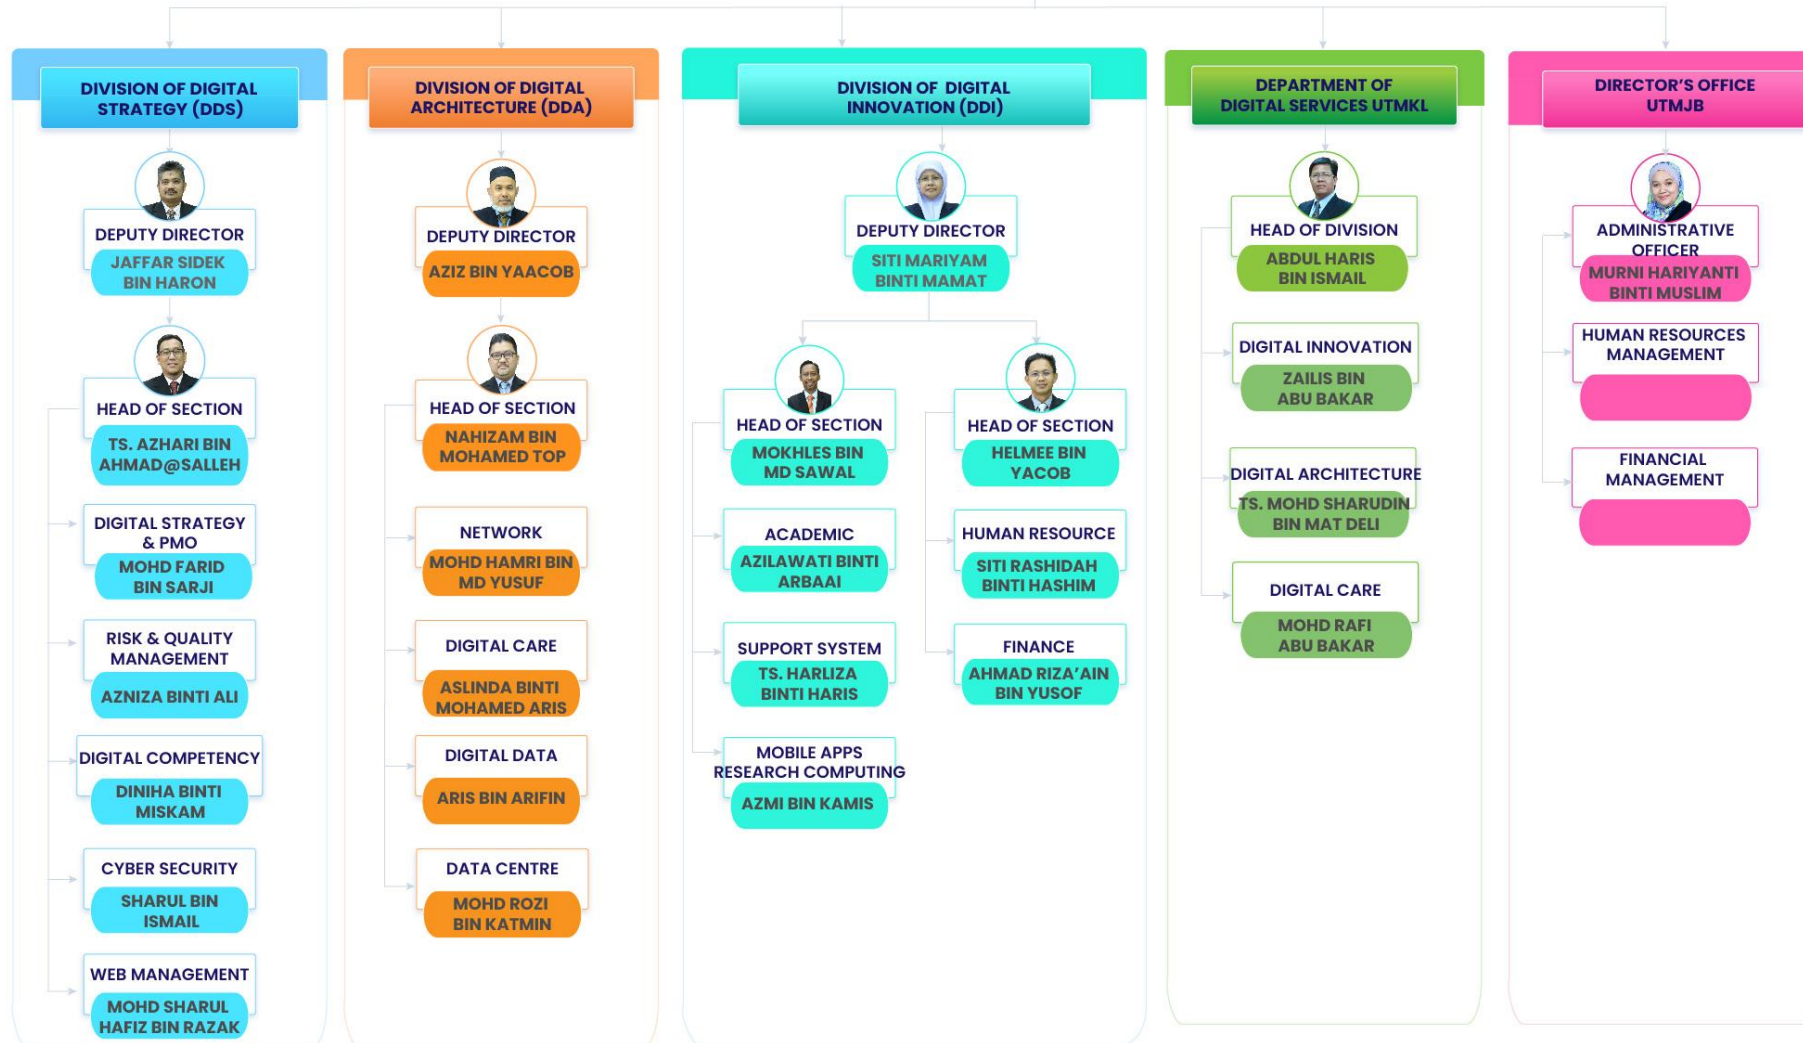 DIVISION OF DIGITAL
STRATEGY (DDS)
DEPUTY DIRECTOR
JAFFAR SIDEK
BIN HARON
HEAD OF SECTION
TS. AZHARI BIN
AHMAD@SALLEH
DIGITAL STRATEGY
& PMO
MOHD FARID
BIN SARJI
RISK & QUALITY
MANAGEMENT
AZNIZA BINTI ALI
DIGITAL COMPETENCY
DINIHA BINTI
MISKAM
CYBER SECURITY
SHARUL BIN
ISMAIL
WEB MANAGEMENT
MOHD SHARUL
HAFIZ BIN RAZAK
DIVISION OF DIGITAL
ARCHITECTURE (DDA)
DEPUTY DIRECTOR
AZIZ BIN YAACOB
HEAD OF SECTION
NAHIZAM BIN
MOHAMED TOP
NETWORK
MOHD HAMRI BIN
MD YUSUF
DIGITAL CARE
ASLINDA BINTI
MOHAMED ARIS
DIGITAL DATA
ARIS BIN ARIFIN
DATA CENTRE
MOHD ROZI
BIN KATMIN
DIVISION OF DIGITAL
INNOVATION (DDI)
DEPUTY DIRECTOR
SITI MARIYAM
BINTI MAMAT
HEAD OF SECTION
MOKHLES BIN
MD SAWAL
ACADEMIC
AZILAWATI BINTI
ARBAAI
SUPPORT SYSTEM
TS. HARLIZA
BINTI HARIS
MOBILE APPS
RESEARCH COMPUTING
AZMI BIN KAMIS
HEAD OF SECTION
HELMEE BIN
YACOB
HUMAN RESOURCE
SITI RASHIDAH
BINTI HASHIM
FINANCE
AHMAD RIZA'AIN
BIN YUSOF
DEPARTMENT OF
DIGITAL SERVICES UTMKL
HEAD OF DIVISION
ABDUL HARIS
BIN ISMAIL
DIGITAL INNOVATION
ZAILIS BIN
ABU BAKAR
DIGITAL ARCHITECTURE
TS. MOHD SHARUDIN
BIN MAT DELI
DIGITAL CARE
MOHD RAFI
ABU BAKAR
DIRECTOR'S OFFICE
UTMJB
ADMINISTRATIVE
OFFICER
MURNI HARIYANTI
BINTI MUSLIM
HUMAN RESOURCES
MANAGEMENT
FINANCIAL
MANAGEMENT